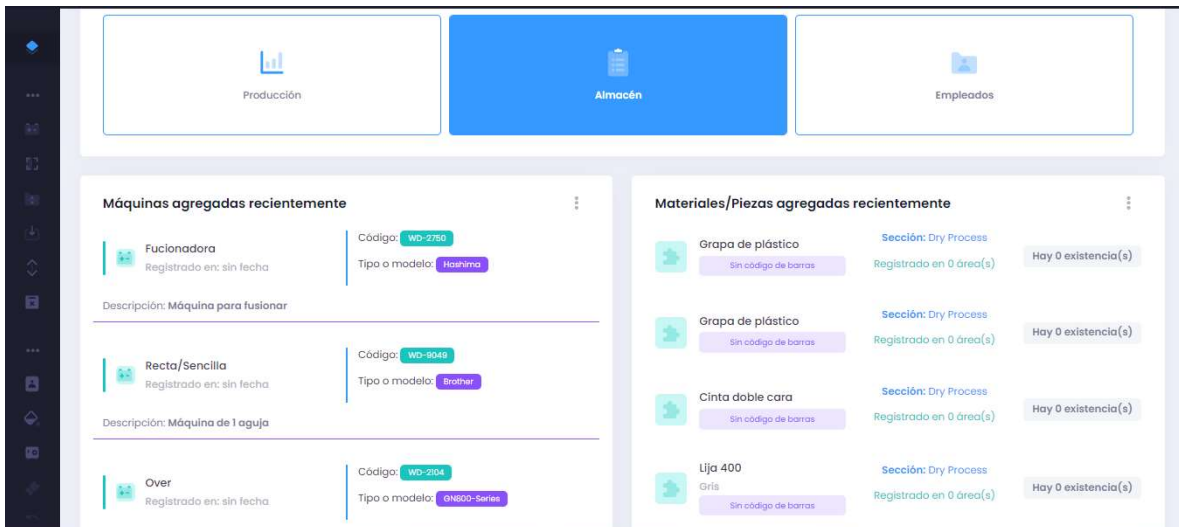 Producción
Almacén
Empleados
Máquinas agregadas recientemente
Fucionadora
Registrado en: sin fecha
Código: WD-2750
Tipo o modelo: Hashima
Descripción: Máquina para fusionar
Recta/Sencilla
Registrado en: sin fecha
Código: WD-9049
Tipo o modelo: Brother
Descripción: Máquina de 1 aguja
Over
Registrado en: sin fecha
Código: WD-2104
Tipo o modelo: GN800-Series
Materiales/Piezas agregadas recientemente
Grapa de plástico
Sin código de barras
Sección: Dry Process
Registrado en 0 área(s)
Hay 0 existencia(s)
Grapa de plástico
Sin código de barras
Sección: Dry Process
Registrado en 0 área(s)
Hay 0 existencia(s)
Cinta doble cara
Sin código de barras
Sección: Dry Process
Registrado en 0 área(s)
Hay 0 existencia(s)
Lija 400
Gris
Sin código de barras
Sección: Dry Process
Registrado en 0 área(s)
Hay 0 existencia(s)